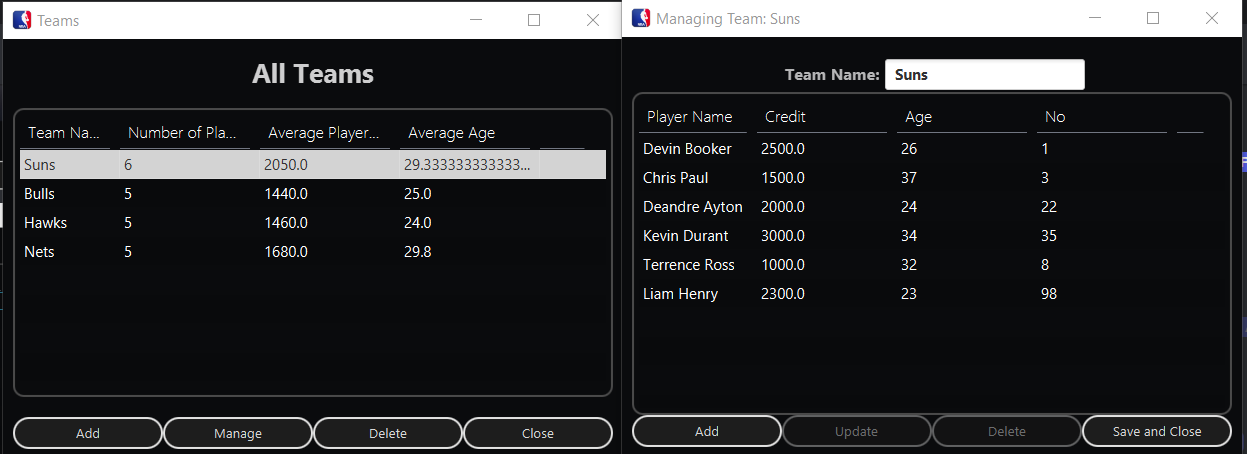 Teams
All Teams
Team Na... Number of Pla... Average Player... Average Age
Suns 6 2050.0 29.333333333333...
Bulls 5 1440.0 25.0
Hawks 5 1460.0 24.0
Nets 5 1680.0 29.8
Add Manage Delete Close
Managing Team: Suns
Team Name: Suns
Player Name Credit Age No
Devin Booker 2500.0 26 1
Chris Paul 1500.0 37 3
Deandre Ayton 2000.0 24 22
Kevin Durant 3000.0 34 35
Terrence Ross 1000.0 32 8
Liam Henry 2300.0 23 98
Add Update Delete Save and Close